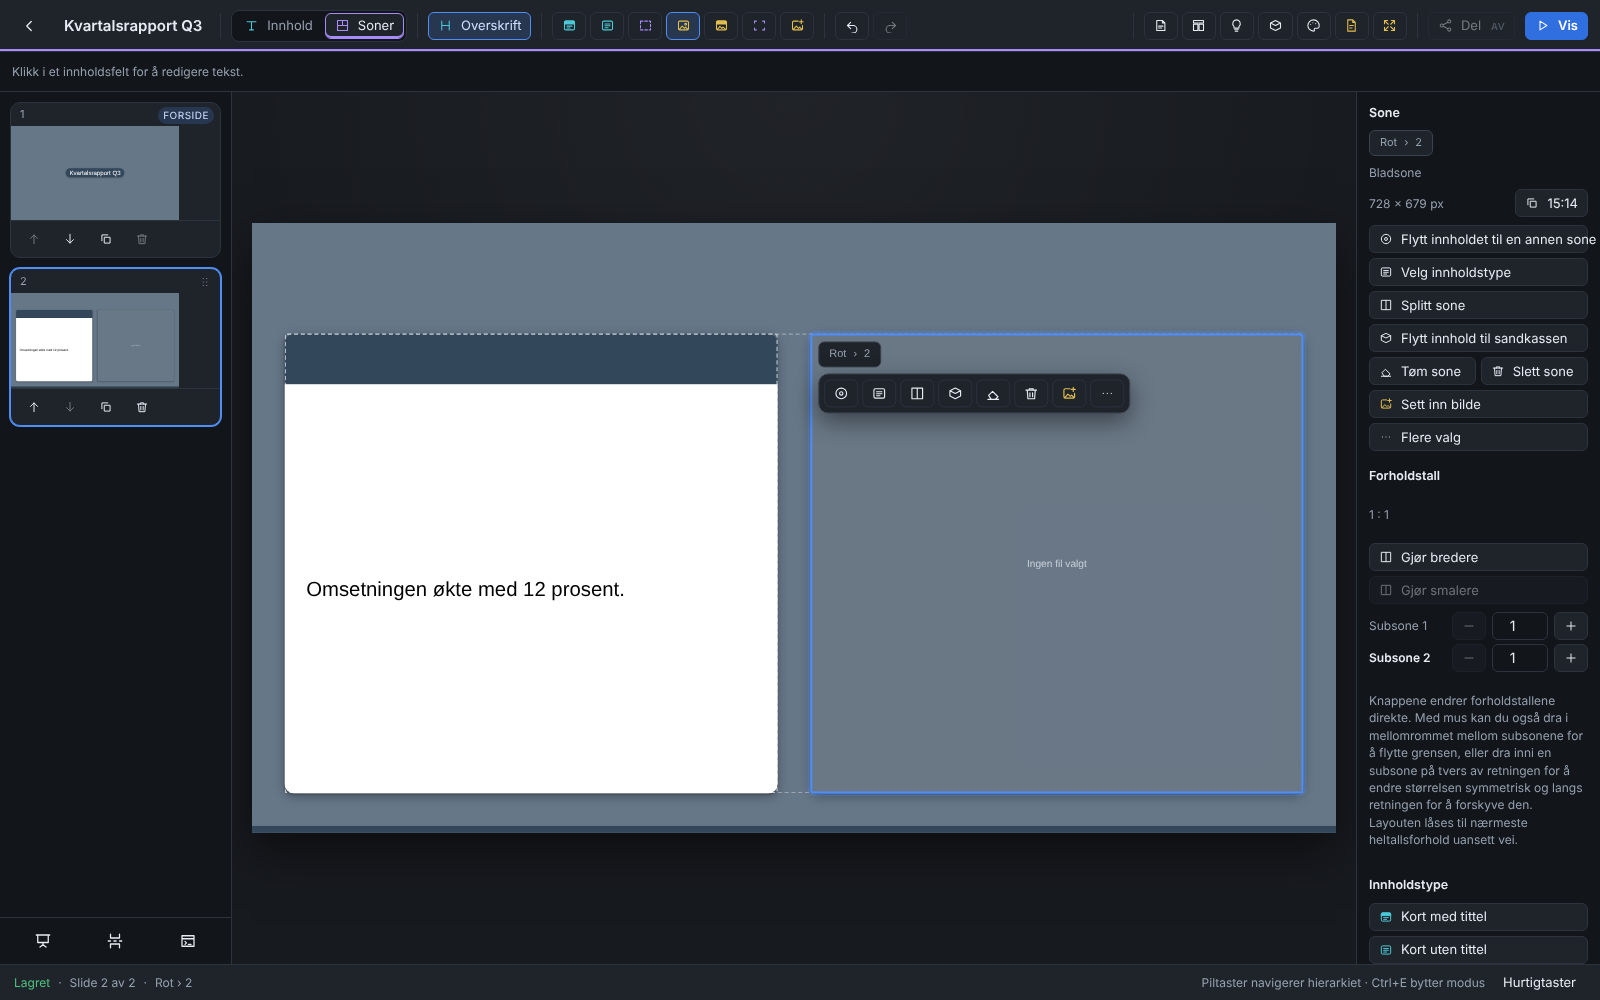 Kvartalsrapport Q3
Innhold
Soner
Overskrift
Del AV
Vis
Klikk i et innholdsfelt for å redigere tekst.
1
FORSIDE
Kvartalsrapport Q3
2
Omsetningen økte med 12 prosent.
Rot › 2
Omsetningen økte med 12 prosent.
Ingen fil valgt
Sone
Rot › 2
Bladsone
728 × 679 px
15:14
Flytt innholdet til en annen sone
Velg innholdstype
Splitt sone
Flytt innhold til sandkassen
Tøm sone
Slett sone
Sett inn bilde
Flere valg
Forholdstall
1 : 1
Gjør bredere
Gjør smalere
Subsone 1
1
Subsone 2
1
Knappene endrer forholdstallene
direkte. Med mus kan du også dra i
mellomrommet mellom subsonene for
å flytte grensen, eller dra inni en
subsone på tvers av retningen for å
endre størrelsen symmetrisk og langs
retningen for å forskyve den.
Layouten låses til nærmeste
heltallsforhold uansett vei.
Innholdstype
Kort med tittel
Kort uten tittel
Lagret · Slide 2 av 2 · Rot › 2
Piltaster navigerer hierarkiet · Ctrl+E bytter modus
Hurtigtaster